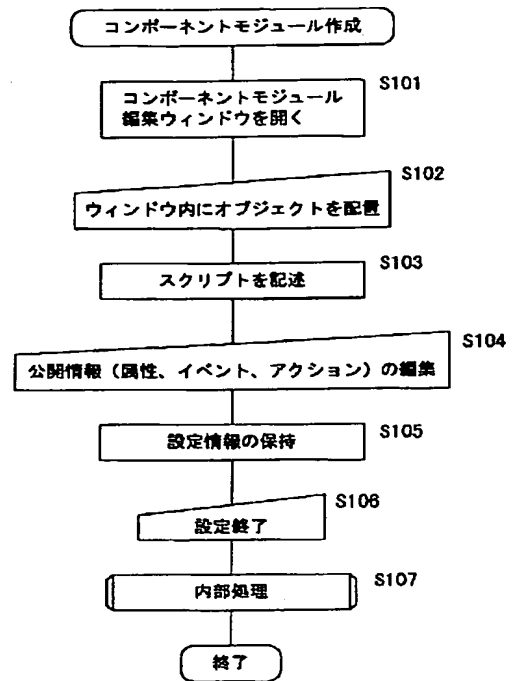 コンポーネントモジュール作成
S101
コンポーネントモジュール
編集ウィンドウを開く
S102
ウィンドウ内にオブジェクトを配置
S103
スクリプトを記述
S104
公開情報（属性、イベント、アクション）の編集
S105
設定情報の保持
S106
設定終了
S107
内部処理
終了